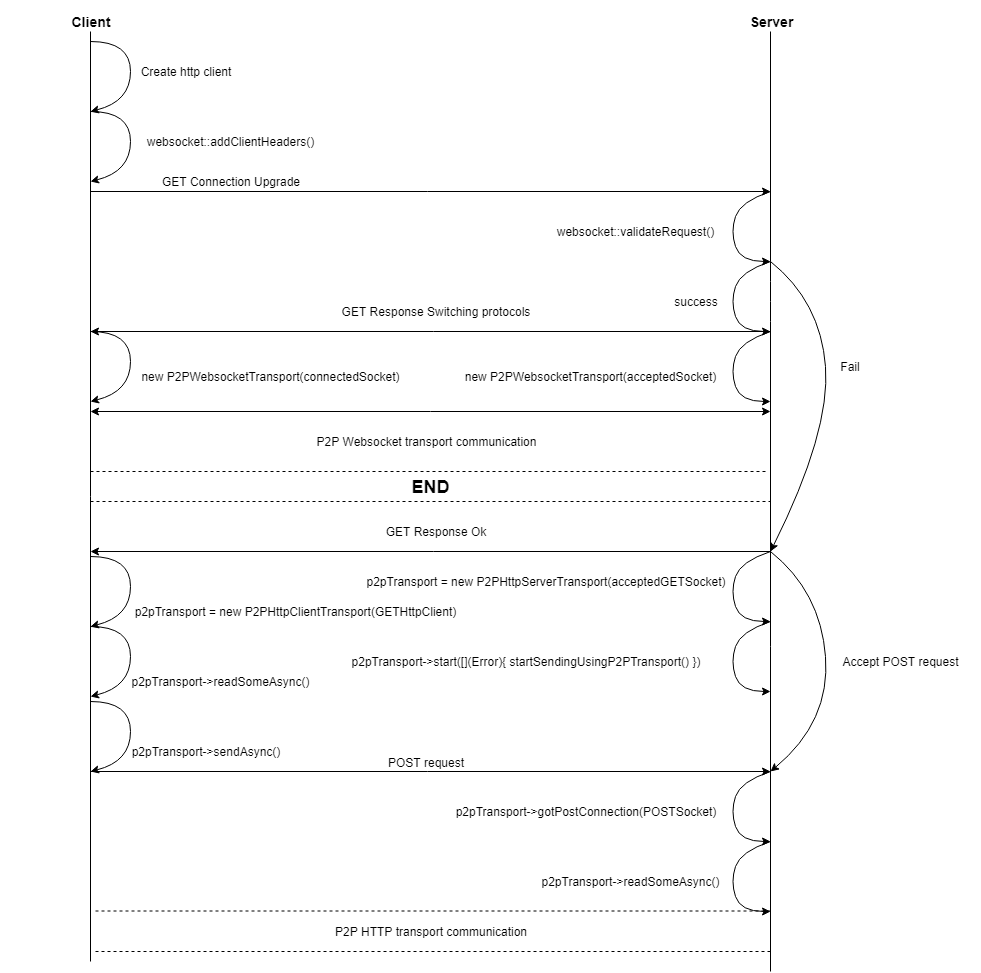 Client
Server
Create http client
websocket::addClientHeaders()
GET Connection Upgrade
websocket::validateRequest()
success
GET Response Switching protocols
Fail
new P2PWebsocketTransport(connectedSocket)
new P2PWebsocketTransport(acceptedSocket)
P2P Websocket transport communication
END
GET Response Ok
p2pTransport = new P2PHttpServerTransport(acceptedGETSocket)
p2pTransport = new P2PHttpClientTransport(GETHttpClient)
p2pTransport->start([](Error){ startSendingUsingP2PTransport() })
Accept POST request
p2pTransport->readSomeAsync()
p2pTransport->sendAsync()
POST request
p2pTransport->gotPostConnection(POSTSocket)
p2pTransport->readSomeAsync()
P2P HTTP transport communication